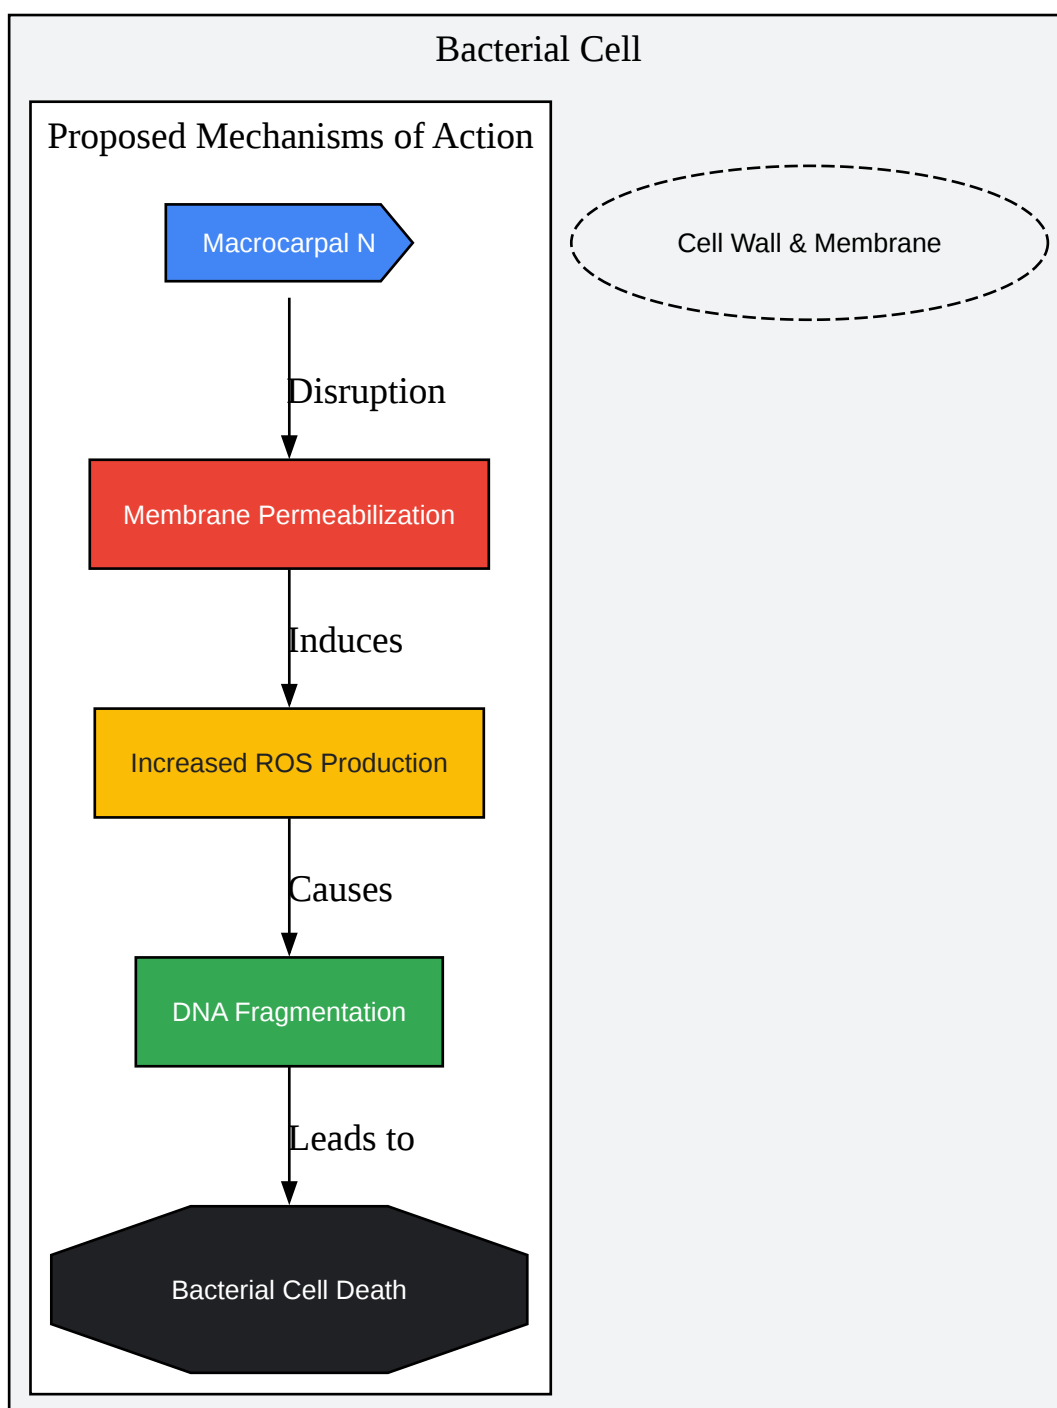 Bacterial Cell
Proposed Mechanisms of Action
Macrocarpal N
Cell Wall & Membrane
Disruption
Membrane Permeabilization
Induces
Increased ROS Production
Causes
DNA Fragmentation
Leads to
Bacterial Cell Death